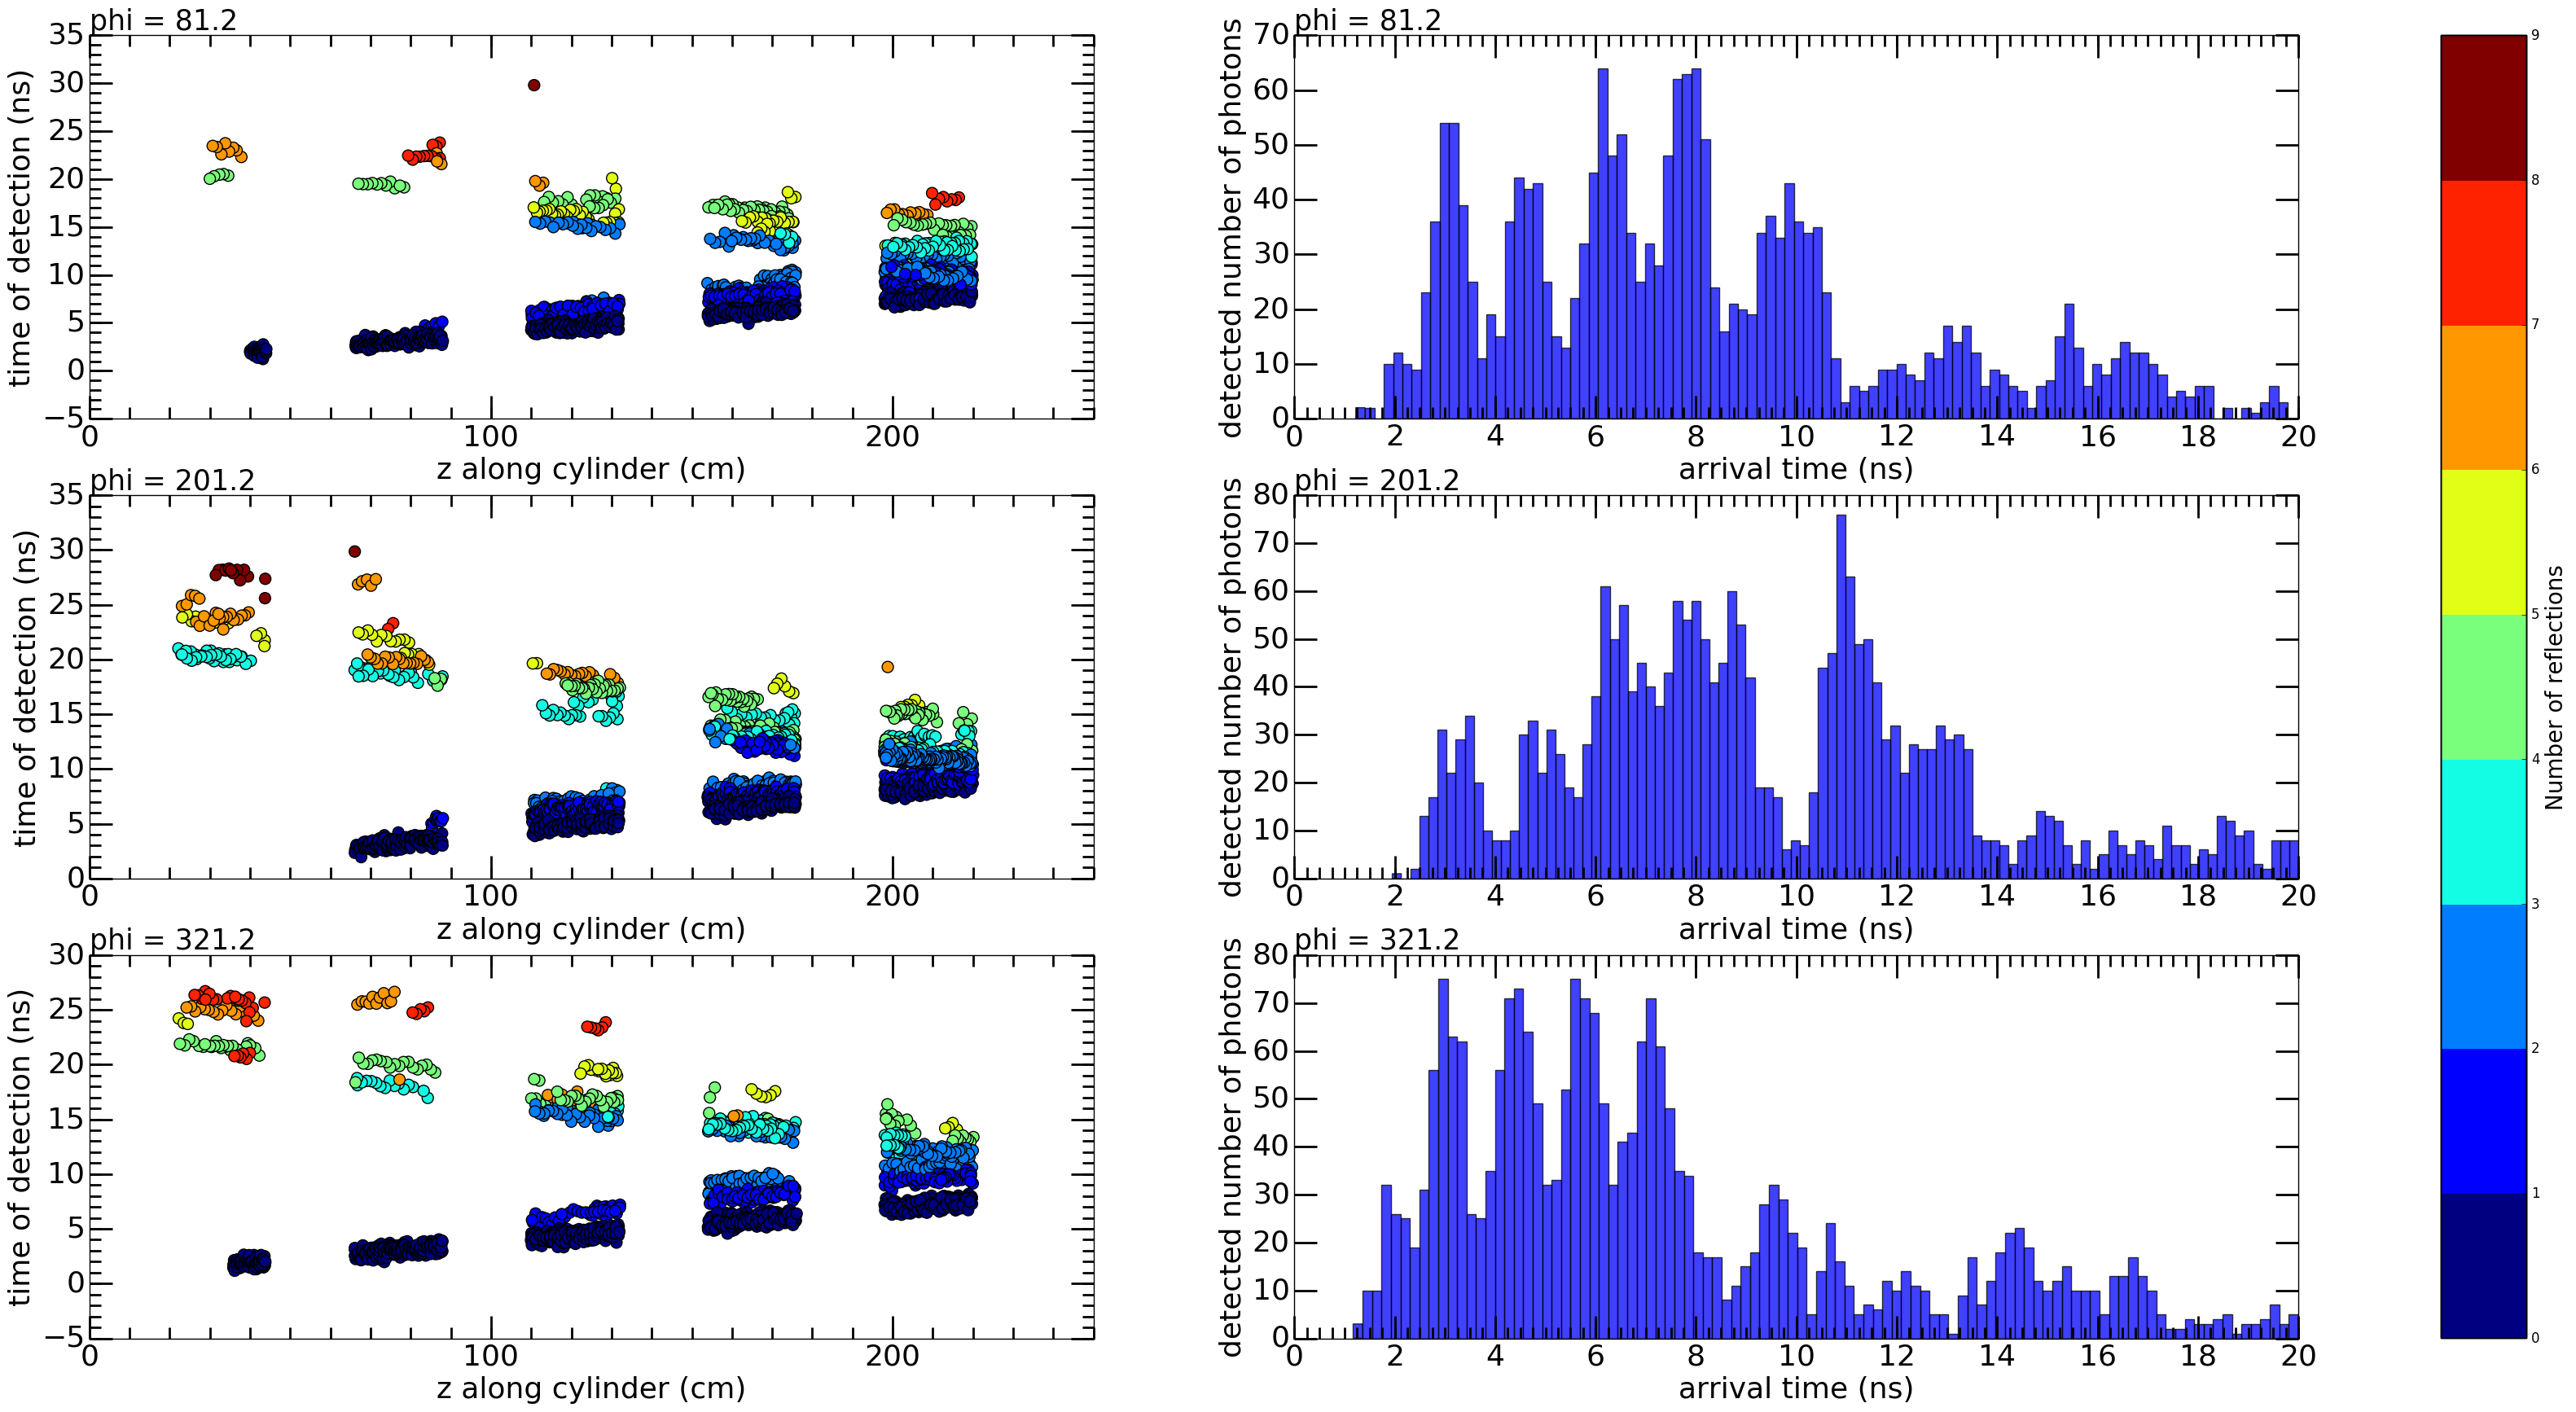 phi = 81.2
time of detection (ns)
35
30
25
20
15
10
5
0
−5
0 100 200
z along cylinder (cm)
phi = 81.2
detected number of photons
70
60
50
40
30
20
10
0
0 2 4 6 8 10 12 14 16 18 20
arrival time (ns)
phi = 201.2
time of detection (ns)
35
30
25
20
15
10
5
0
0 100 200
z along cylinder (cm)
phi = 201.2
detected number of photons
80
70
60
50
40
30
20
10
0
0 2 4 6 8 10 12 14 16 18 20
arrival time (ns)
phi = 321.2
time of detection (ns)
30
25
20
15
10
5
0
−5
0 100 200
z along cylinder (cm)
phi = 321.2
detected number of photons
80
70
60
50
40
30
20
10
0
0 2 4 6 8 10 12 14 16 18 20
arrival time (ns)
9
8
7
6
5
4
3
2
1
0
Number of reflections